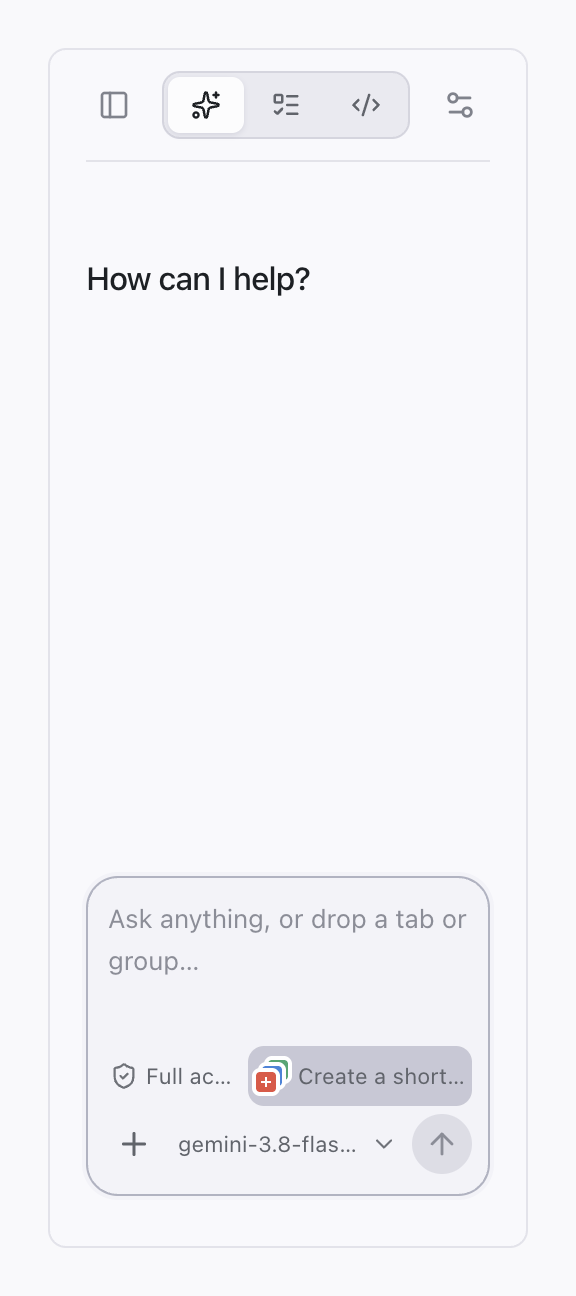 How can I help?
Ask anything, or drop a tab or
group...
Full ac...
Create a short...
gemini-3.8-flas...